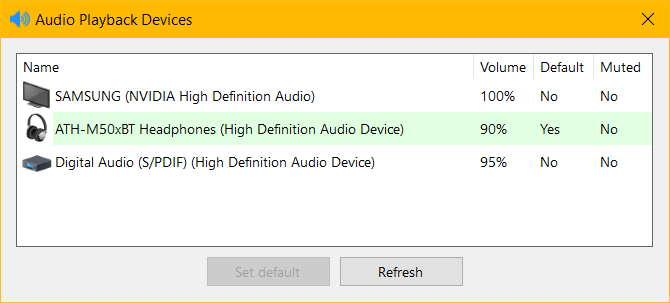 Audio Playback Devices
Name Volume Default Muted
SAMSUNG (NVIDIA High Definition Audio) 100% No No
ATH-M50xBT Headphones (High Definition Audio Device) 90% Yes No
Digital Audio (S/PDIF) (High Definition Audio Device) 95% No No
Set default Refresh